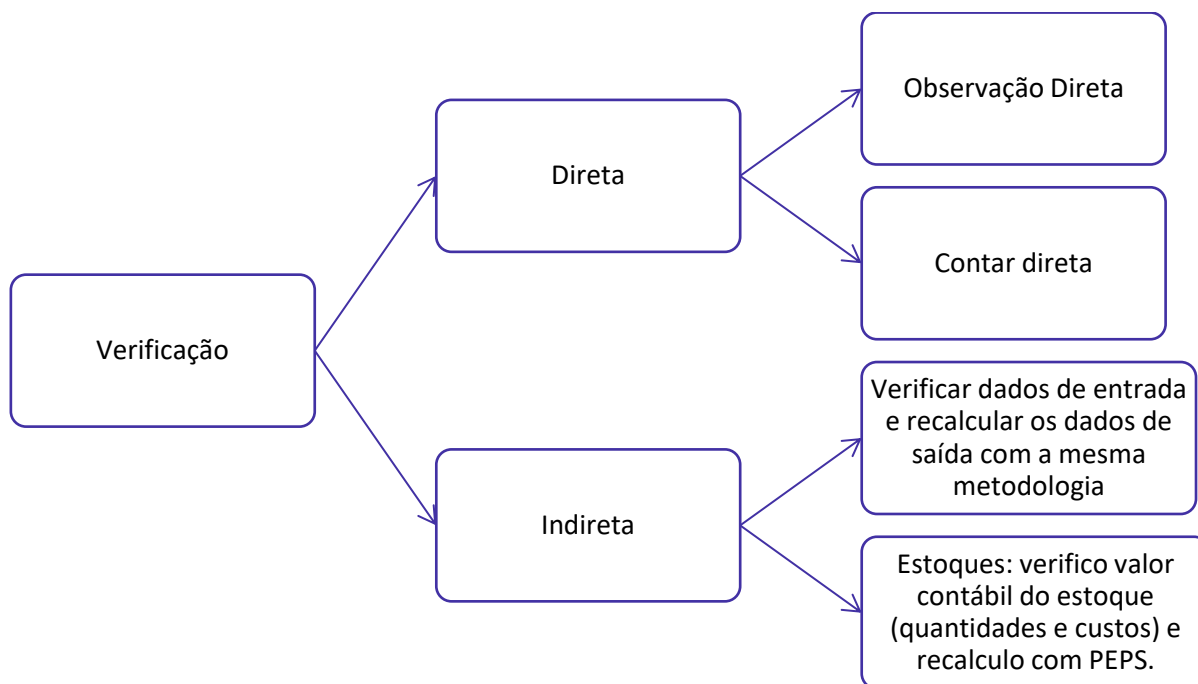 Verificação
Direta
Observação Direta
Contar direta
Indireta
Verificar dados de entrada
e recalcular os dados de
saída com a mesma
metodologia
Estoques: verifico valor
contábil do estoque
(quantidades e custos) e
recalculo com PEPS.